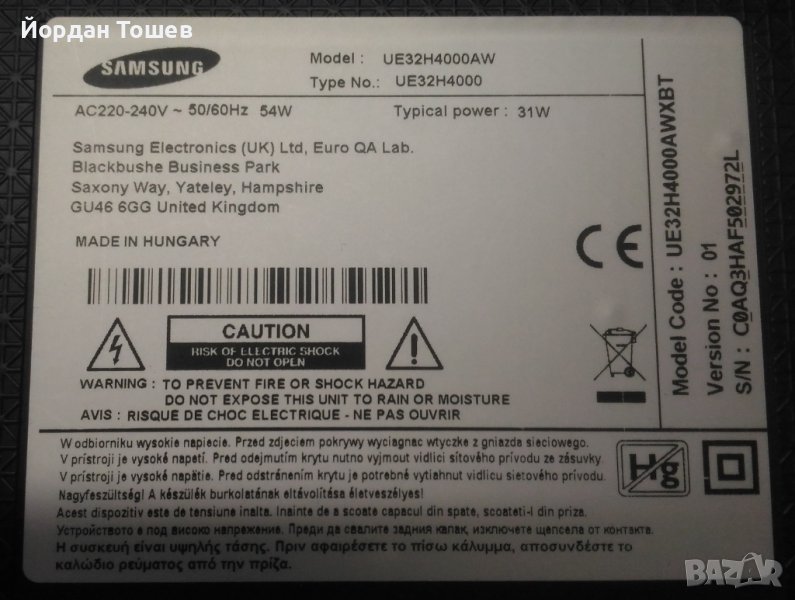 Йордан Тошев
SAMSUNG
Model : UE32H4000AW
Type No.: UE32H4000
AC220-240V ~ 50/60Hz 54W Typical power : 31W
Samsung Electronics (UK) Ltd, Euro QA Lab.
Blackbushe Business Park
Saxony Way, Yateley, Hampshire
GU46 6GG United Kingdom
MADE IN HUNGARY
CE
CAUTION
RISK OF ELECTRIC SHOCK
DO NOT OPEN
WARNING : TO PREVENT FIRE OR SHOCK HAZARD
DO NOT EXPOSE THIS UNIT TO RAIN OR MOISTURE
AVIS : RISQUE DE CHOC ELECTRIQUE - NE PAS OUVRIR
Model Code : UE32H4000AWXBT
Version No : 01
S/N : C0AQ3HAF502972L
W odbiorniku wysokie napiecie. Przed zdjeciem pokrywy wyciagnac wtyczke z gniazda sieciowego.
V prístroji je vysoké napetí. Pred odejmutím krytu nutno vyjmout vidlici sítového prívodu ze zásuvky.
V prístroji je vysoké napätie. Pred odstránením krytu je potrebné vytiahnut vidlicu sietového prívodu.
Nagyfeszültség! A készülék burkolatának eltávolítása életveszélyes!
Acest dispozitiv este de tensiune inalta. Inainte de a scoate capacul din spate, scoateti-l din priza.
Устройството е под високо напрежение. Преди да свалите задния капак, изключете щепсела от контакта.
Η συσκευή είναι υψηλής τάσης. Πριν αφαιρέσετε το πίσω κάλυμμα, αποσυνδέστε το
καλώδιο ρεύματος από την πρίζα.
Hg
BAZAR